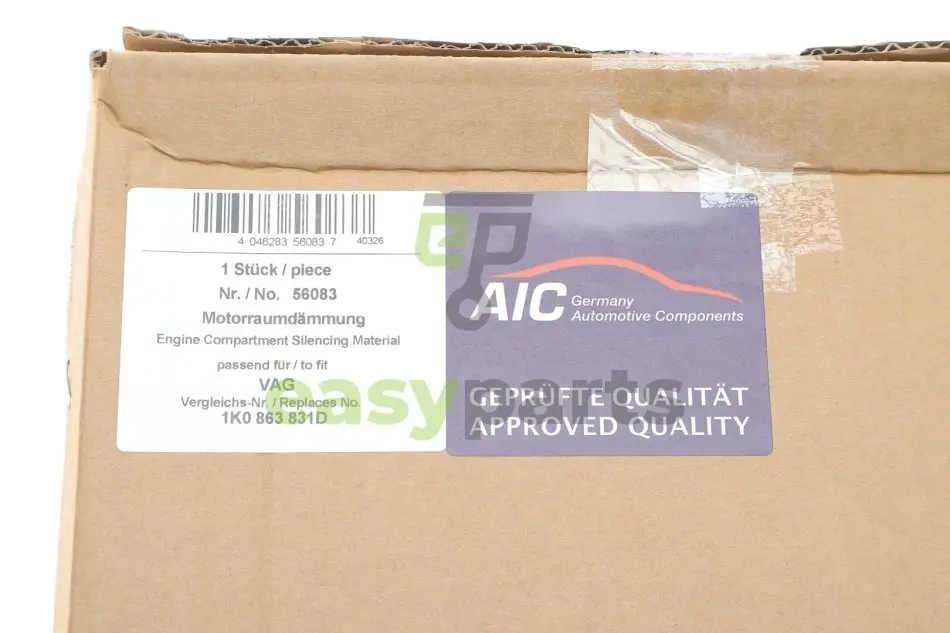 4 048283 56083 7 40326
1 Stück / piece
Nr. / No. 56083
Motorraumdämmung
Engine Compartment Silencing Material
passend für / to fit
VAG
Vergleichs-Nr. / Replaces No.
1K0 863 831D
AIC Germany
Automotive Components
GEPRÜFTE QUALITÄT
APPROVED QUALITY
ep
easyparts